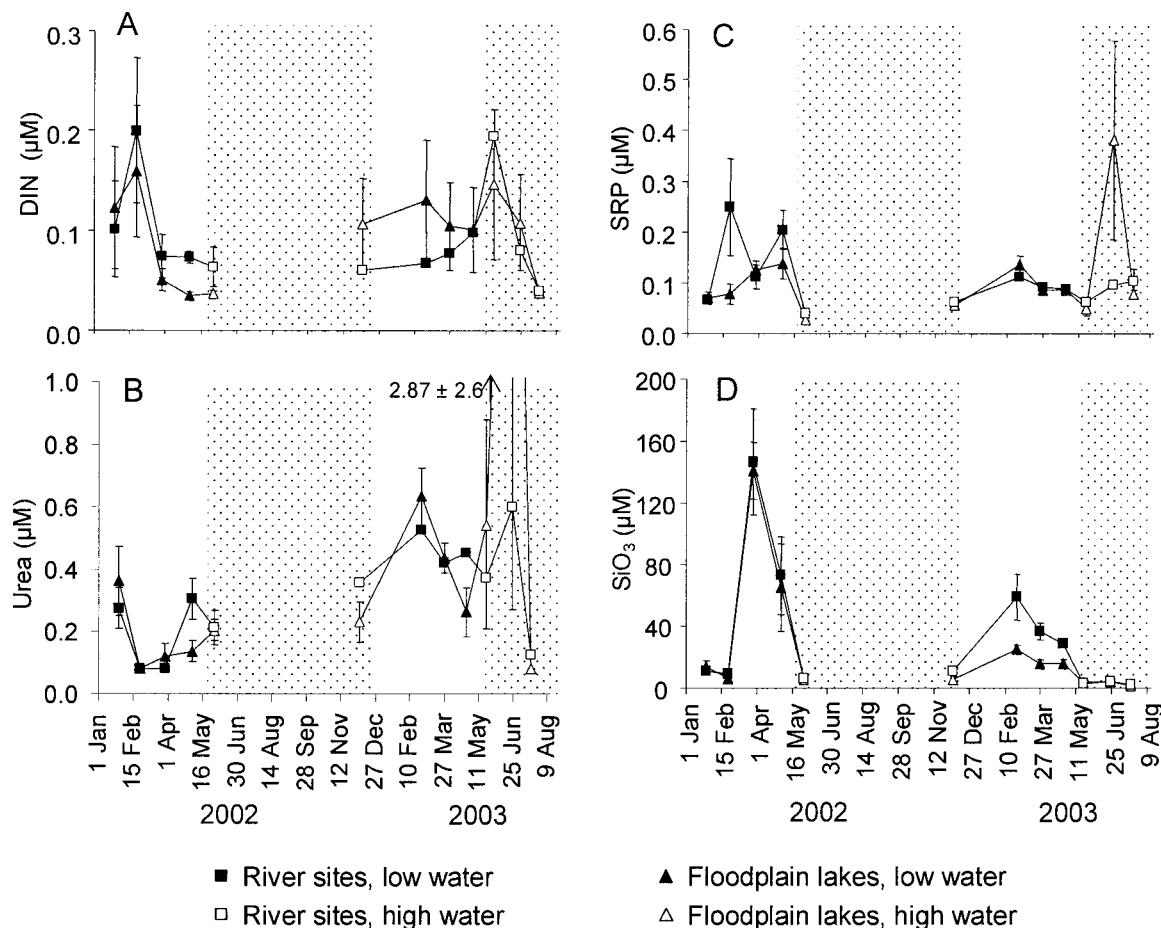 A
0.3
0.2
0.1
0.0
DIN (µM)
C
0.6
0.5
0.4
0.3
0.2
0.1
0.0
SRP (µM)
B
2.87 ± 2.6
1.0
0.8
0.6
0.4
0.2
0.0
Urea (µM)
D
200
160
120
80
40
0
SiO₃ (µM)
1 Jan
15 Feb
1 Apr
16 May
30 Jun
14 Aug
28 Sep
12 Nov
27 Dec
10 Feb
27 Mar
11 May
25 Jun
9 Aug
2002
2003
1 Jan
15 Feb
1 Apr
16 May
30 Jun
14 Aug
28 Sep
12 Nov
27 Dec
10 Feb
27 Mar
11 May
25 Jun
9 Aug
2002
2003
River sites, low water
Floodplain lakes, low water
River sites, high water
Floodplain lakes, high water